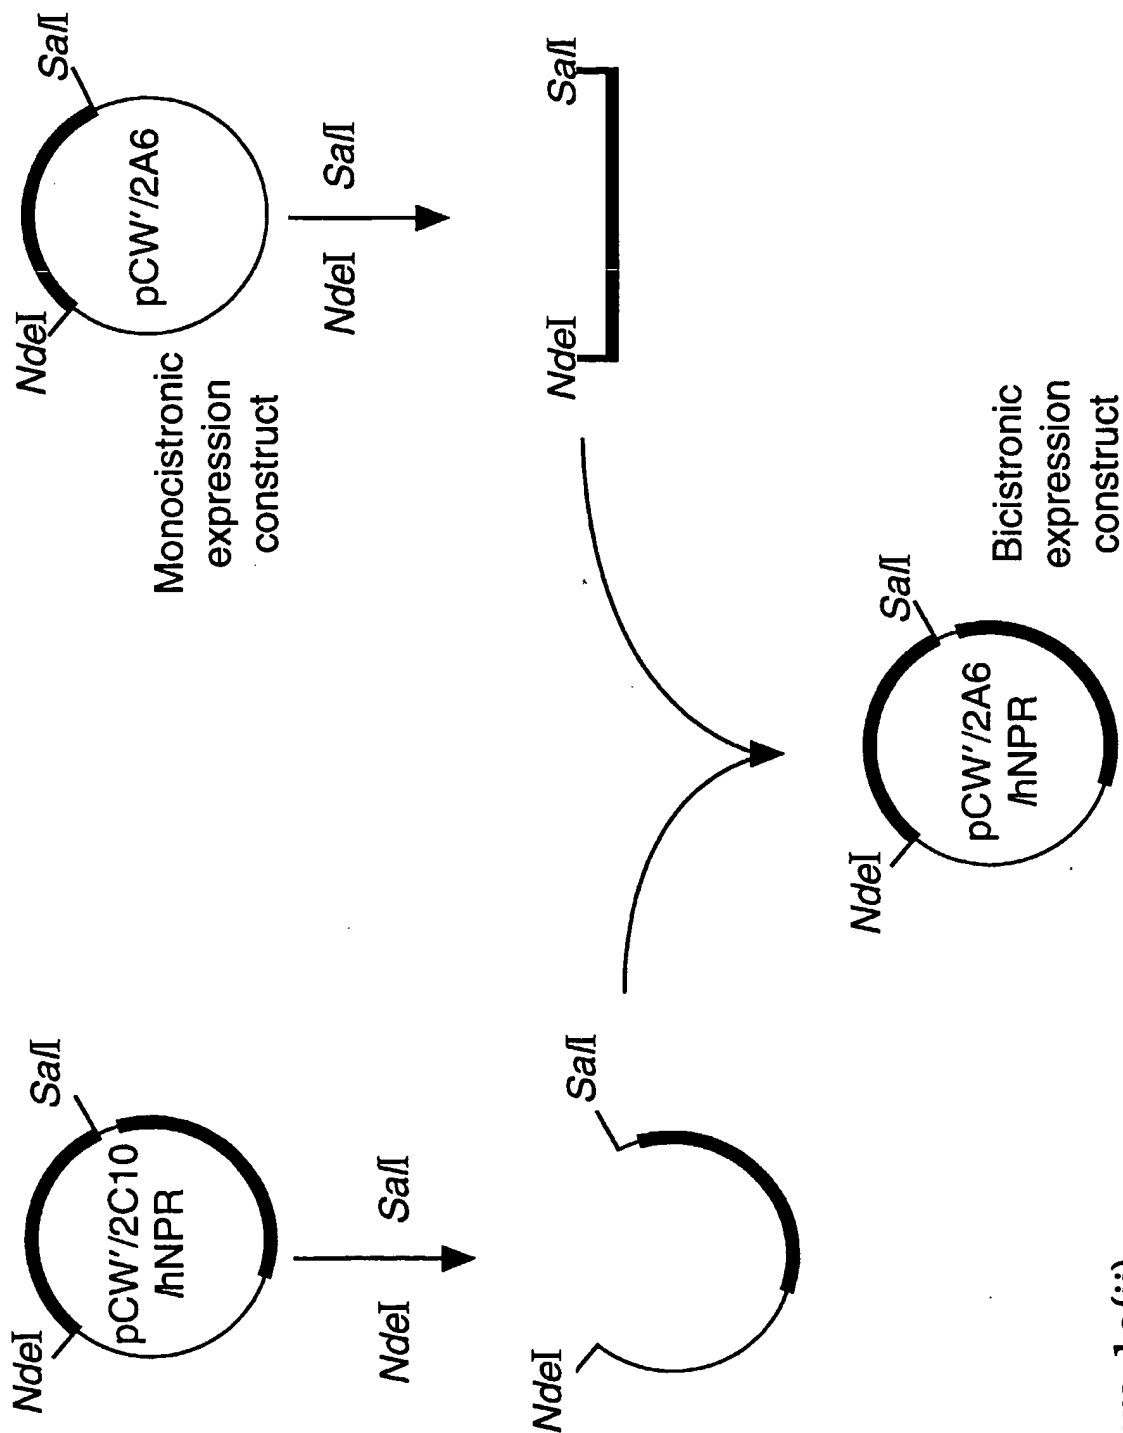 NdeI
SalI
pCW'/2C10
/hNPR
NdeI SalI
NdeI
SalI
NdeI
SalI
pCW'/2A6
Monocistronic
expression
construct
NdeI SalI
NdeI
SalI
NdeI
SalI
pCW'/2A6
/hNPR
Bicistronic
expression
construct